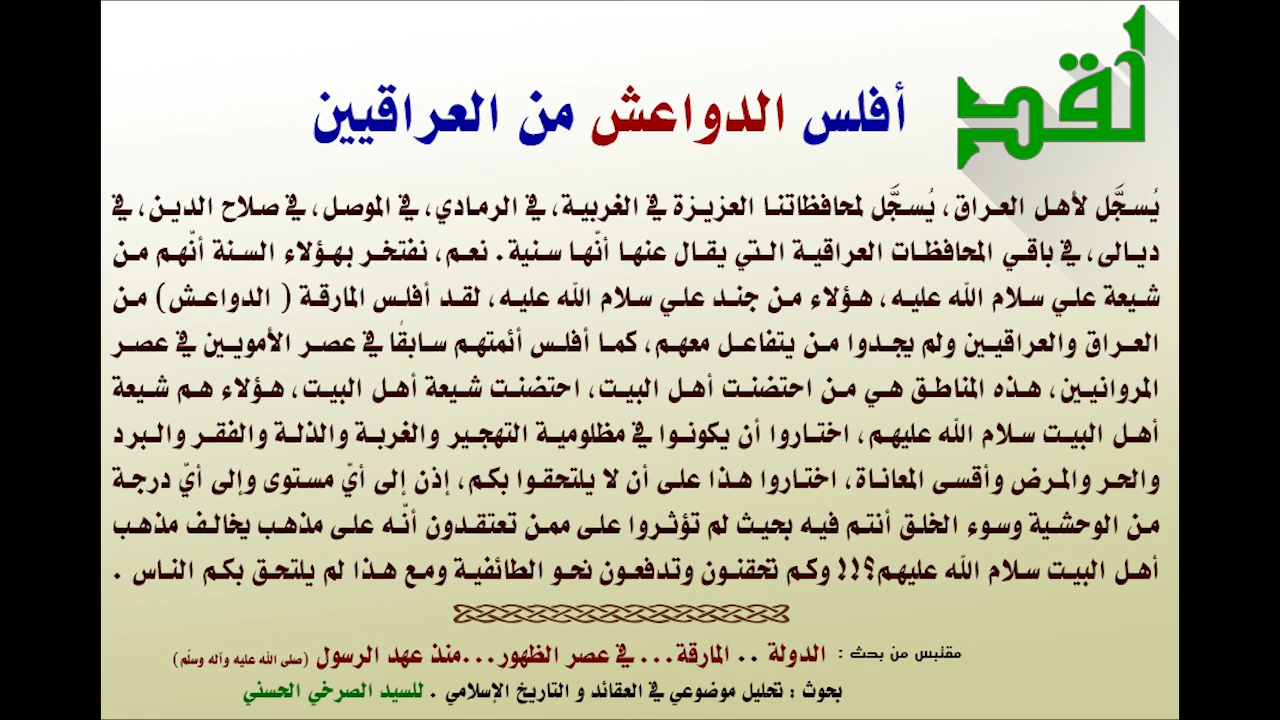 لقد
أفلس الدواعش من العراقيين
يُسجَّل لأهل العراق، يُسجَّل لمحافظاتنا العزيزة في الغربية، في الرمادي، في الموصل، في صلاح الدين، في
ديالى، في باقي المحافظات العراقية التي يقال عنها أنّها سنية. نعم، نفتخر بهؤلاء السنة أنّهم من
شيعة علي سلام الله عليه، هؤلاء من جند علي سلام الله عليه، لقد أفلس المارقة ( الدواعش) من
العراق والعراقيين ولم يجدوا من يتفاعل معهم، كما أفلس أئمتهم سابقًا في عصر الأمويين في عصر
المروانيين، هذه المناطق هي من احتضنت أهل البيت، احتضنت شيعة أهل البيت، هؤلاء هم شيعة
أهل البيت سلام الله عليهم، اختاروا أن يكونوا في مظلومية التهجير والغربة والذلة والفقر والبرد
والحر والمرض وأقسى المعاناة، اختاروا هذا على أن لا يلتحقوا بكم، إذن إلى أيّ مستوى وإلى أيّ درجة
من الوحشية وسوء الخلق أنتم فيه بحيث لم تؤثروا على ممن تعتقدون أنّه على مذهب يخالف مذهب
أهل البيت سلام الله عليهم؟!! وكم تحقنون وتدفعون نحو الطائفية ومع هذا لم يلتحق بكم الناس .
مقتبس من بحث : الدولة .. المارقة... في عصر الظهور...منذ عهد الرسول (صلى الله عليه وآله وسلّم)
بحوث : تحليل موضوعي في العقائد و التاريخ الإسلامي . للسيد الصرخي الحسني